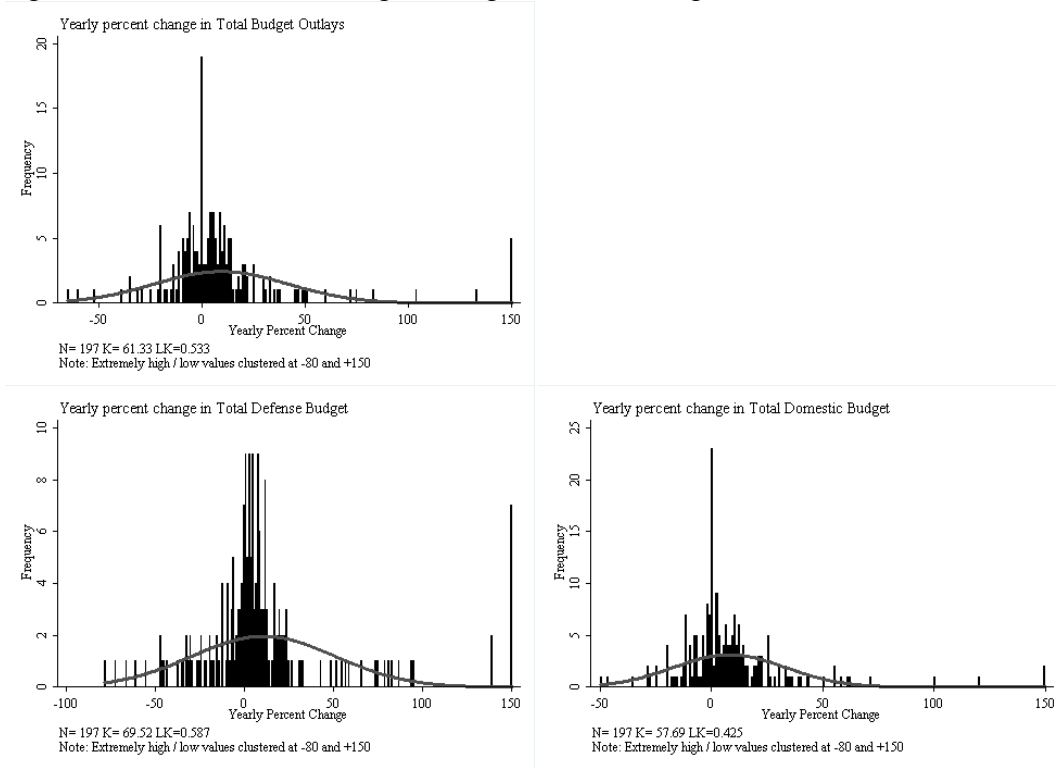 Yearly percent change in Total Budget Outlays
20
15
10
5
0
Frequency
-50
0
50
100
150
Yearly Percent Change
N= 197 K= 61.33 LK=0.533
Note: Extremely high / low values clustered at -80 and +150
Yearly percent change in Total Defense Budget
10
8
6
4
2
0
Frequency
-100
-50
0
50
100
150
Yearly Percent Change
N= 197 K= 69.52 LK=0.587
Note: Extremely high / low values clustered at -80 and +150
Yearly percent change in Total Domestic Budget
25
20
15
10
5
0
Frequency
-50
0
50
100
150
Yearly Percent Change
N= 197 K= 57.69 LK=0.425
Note: Extremely high / low values clustered at -80 and +150